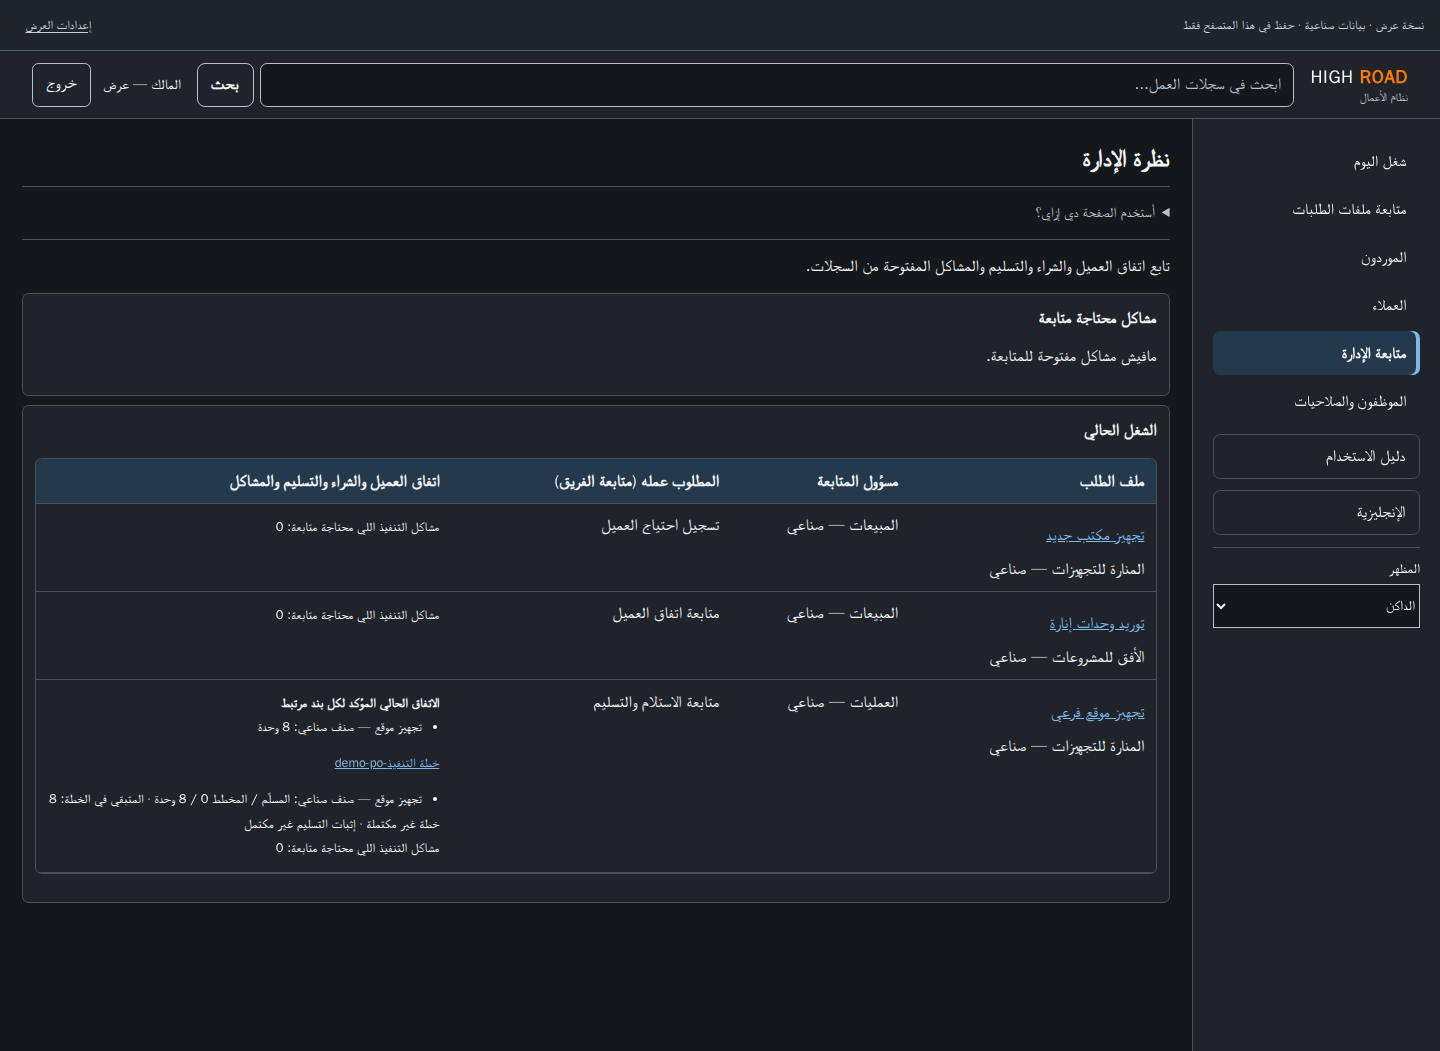 نسخة عرض · بيانات صناعية · حفظ في هذا المتصفح فقط
إعدادات العرض
HIGH ROAD
نظام الأعمال
ابحث في سجلات العمل...
بحث
المالك — عرض
خروج
شغل اليوم
متابعة ملفات الطلبات
الموردون
العملاء
متابعة الإدارة
الموظفون والصلاحيات
دليل الاستخدام
الإنجليزية
المظهر
الداكن
نظرة الإدارة
أستخدم الصفحة دي إزاي؟
تابع اتفاق العميل والشراء والتسليم والمشاكل المفتوحة من السجلات.
مشاكل محتاجة متابعة
مافيش مشاكل مفتوحة للمتابعة.
الشغل الحالي
ملف الطلب مسؤول المتابعة المطلوب عمله (متابعة الفريق) اتفاق العميل والشراء والتسليم والمشاكل
تجهيز مكتب جديد
المنارة للتجهيزات — صناعي
المبيعات — صناعي
تسجيل احتياج العميل
مشاكل التنفيذ اللي محتاجة متابعة: 0
توريد وحدات إنارة
الأفق للمشروعات — صناعي
المبيعات — صناعي
متابعة اتفاق العميل
مشاكل التنفيذ اللي محتاجة متابعة: 0
تجهيز موقع فرعي
المنارة للتجهيزات — صناعي
العمليات — صناعي
متابعة الاستلام والتسليم
الاتفاق الحالي المؤكد لكل بند مرتبط
• تجهيز موقع — صنف صناعي: 8 وحدة
خطة التنفيذ-demo-po
• تجهيز موقع — صنف صناعي: المسلّم / المخطط 0 / 8 وحدة · المتبقي في الخطة: 8
خطة غير مكتملة · إثبات التسليم غير مكتمل
مشاكل التنفيذ اللي محتاجة متابعة: 0